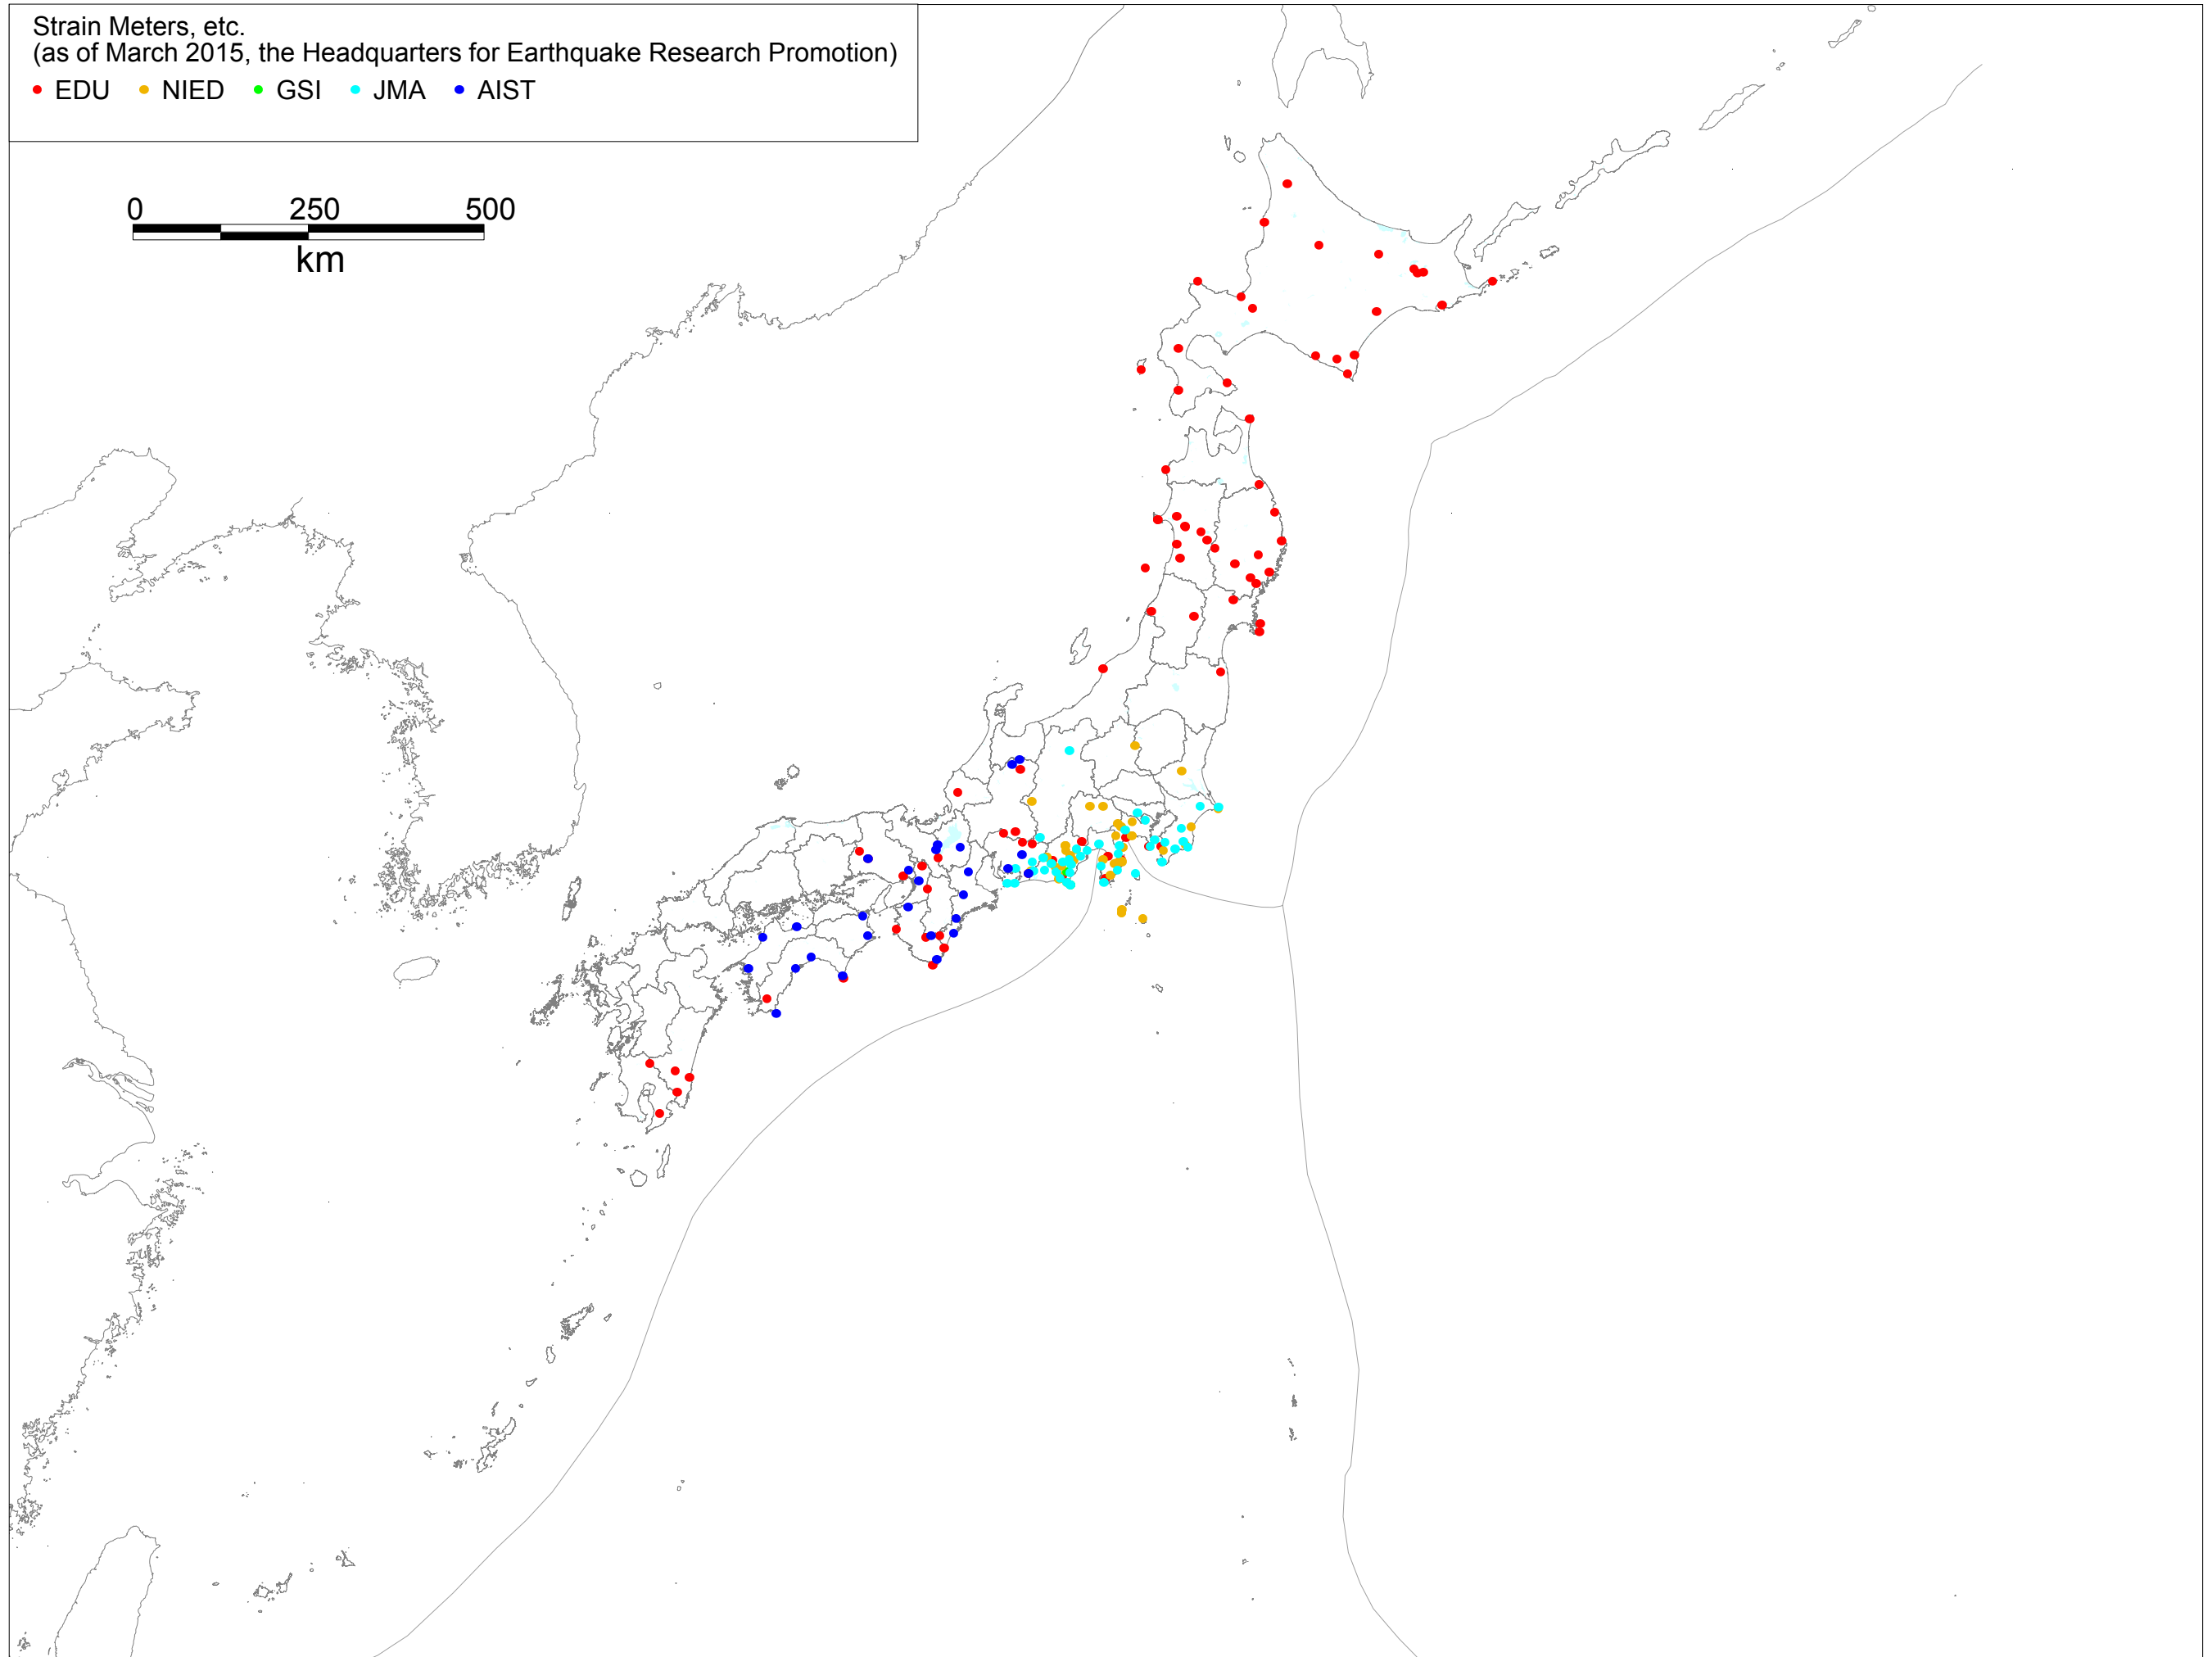 Strain Meters, etc.
(as of March 2015, the Headquarters for Earthquake Research Promotion)
EDU NIED GSI JMA AIST
0 250 500
km